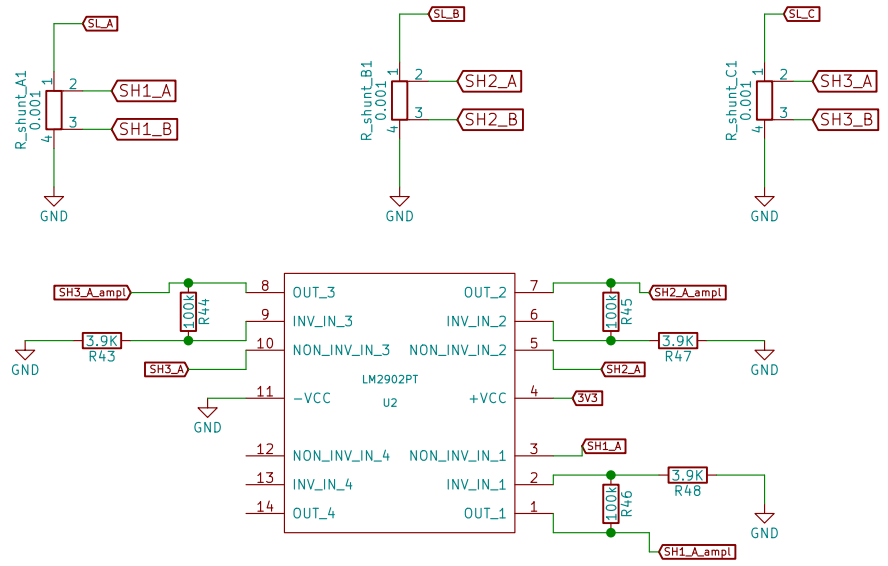 SL_A
R_shunt_A1
0.001
1
2
3
4
SH1_A
SH1_B
GND
SL_B
R_shunt_B1
0.001
1
2
3
4
SH2_A
SH2_B
GND
SL_C
R_shunt_C1
0.001
1
2
3
4
SH3_A
SH3_B
GND
SH3_A_ampl
100k
R44
3.9K
R43
GND
SH3_A
GND
8
OUT_3
9
INV_IN_3
10
NON_INV_IN_3
11
-VCC
12
NON_INV_IN_4
13
INV_IN_4
14
OUT_4
LM2902PT
U2
OUT_2
7
INV_IN_2
6
NON_INV_IN_2
5
+VCC
4
NON_INV_IN_1
3
INV_IN_1
2
OUT_1
1
SH2_A_ampl
100k
R45
3.9K
R47
GND
SH2_A
3V3
SH1_A
3.9K
R48
100k
R46
GND
SH1_A_ampl